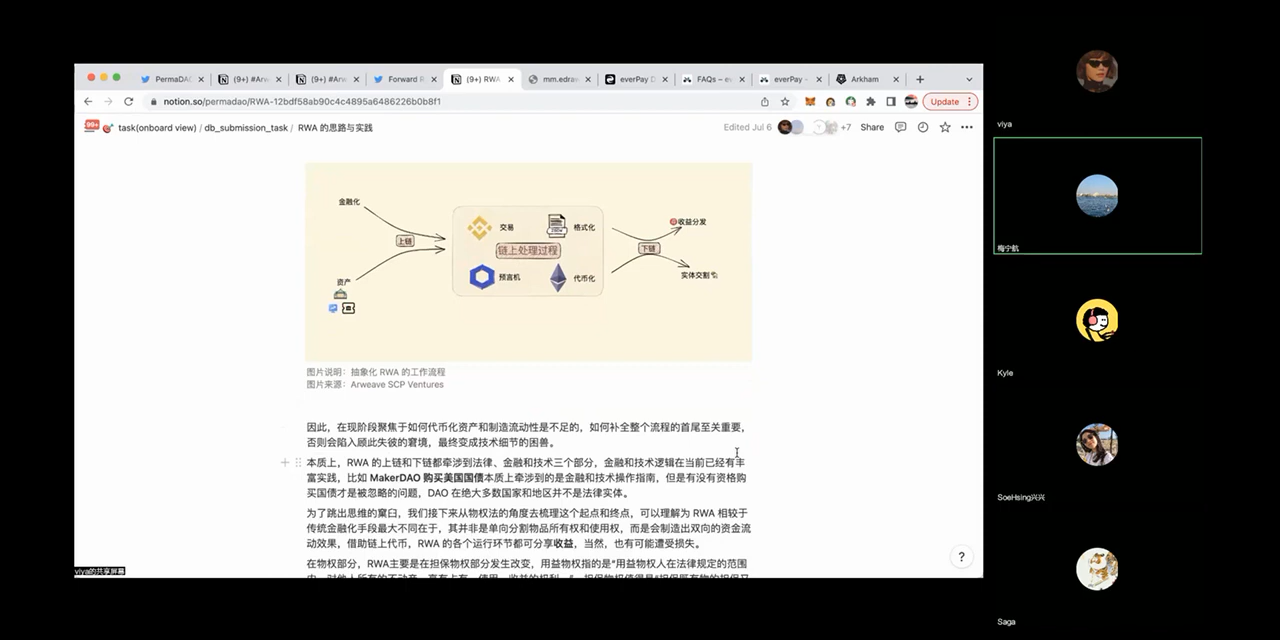 PermaDA
(9+) #Arw
(9+) #Arw
Forward R
(9+) RWA
mm.edraw
everPay D
FAQs – ev
everPay -
Arkham
notion.so/permadao/RWA-12bdf58ab90c4c4895a6486226b0b8f1
Update
99+
task(onboard view) / db_submission_task / RWA 的思路与实践
Edited Jul 6
+7
Share
金融化
上链
资产
交易
格式化
链上处理过程
预言机
代币化
收益分发
下链
实体交割
图片说明：抽象化 RWA 的工作流程
图片来源：Arweave SCP Ventures
因此，在现阶段聚焦于如何代币化资产和制造流动性是不足的，如何补全整个流程的首尾至关重要，
否则会陷入顾此失彼的窘境，最终变成技术细节的困兽。
本质上，RWA 的上链和下链都牵涉到法律、金融和技术三个部分，金融和技术逻辑在当前已经有丰
富实践，比如 MakerDAO 购买美国国债本质上牵涉到的是金融和技术操作指南，但是有没有资格购
买国债才是被忽略的问题，DAO 在绝大多数国家和地区并不是法律实体。
为了跳出思维的窠臼，我们接下来从物权法的角度去梳理这个起点和终点，可以理解为 RWA 相较于
传统金融化手段最大不同在于，其并非是单向分割物品所有权和使用权，而是会制造出双向的资金流
动效果，借助链上代币，RWA 的各个运行环节都可分享收益，当然，也有可能遭受损失。
在物权部分，RWA主要是在担保物权部分发生改变，用益物权指的是“用益物权人在法律规定的范围
?
viya的共享屏幕
viya
梅宁航
Kyle
SoeHsing兴兴
Saga